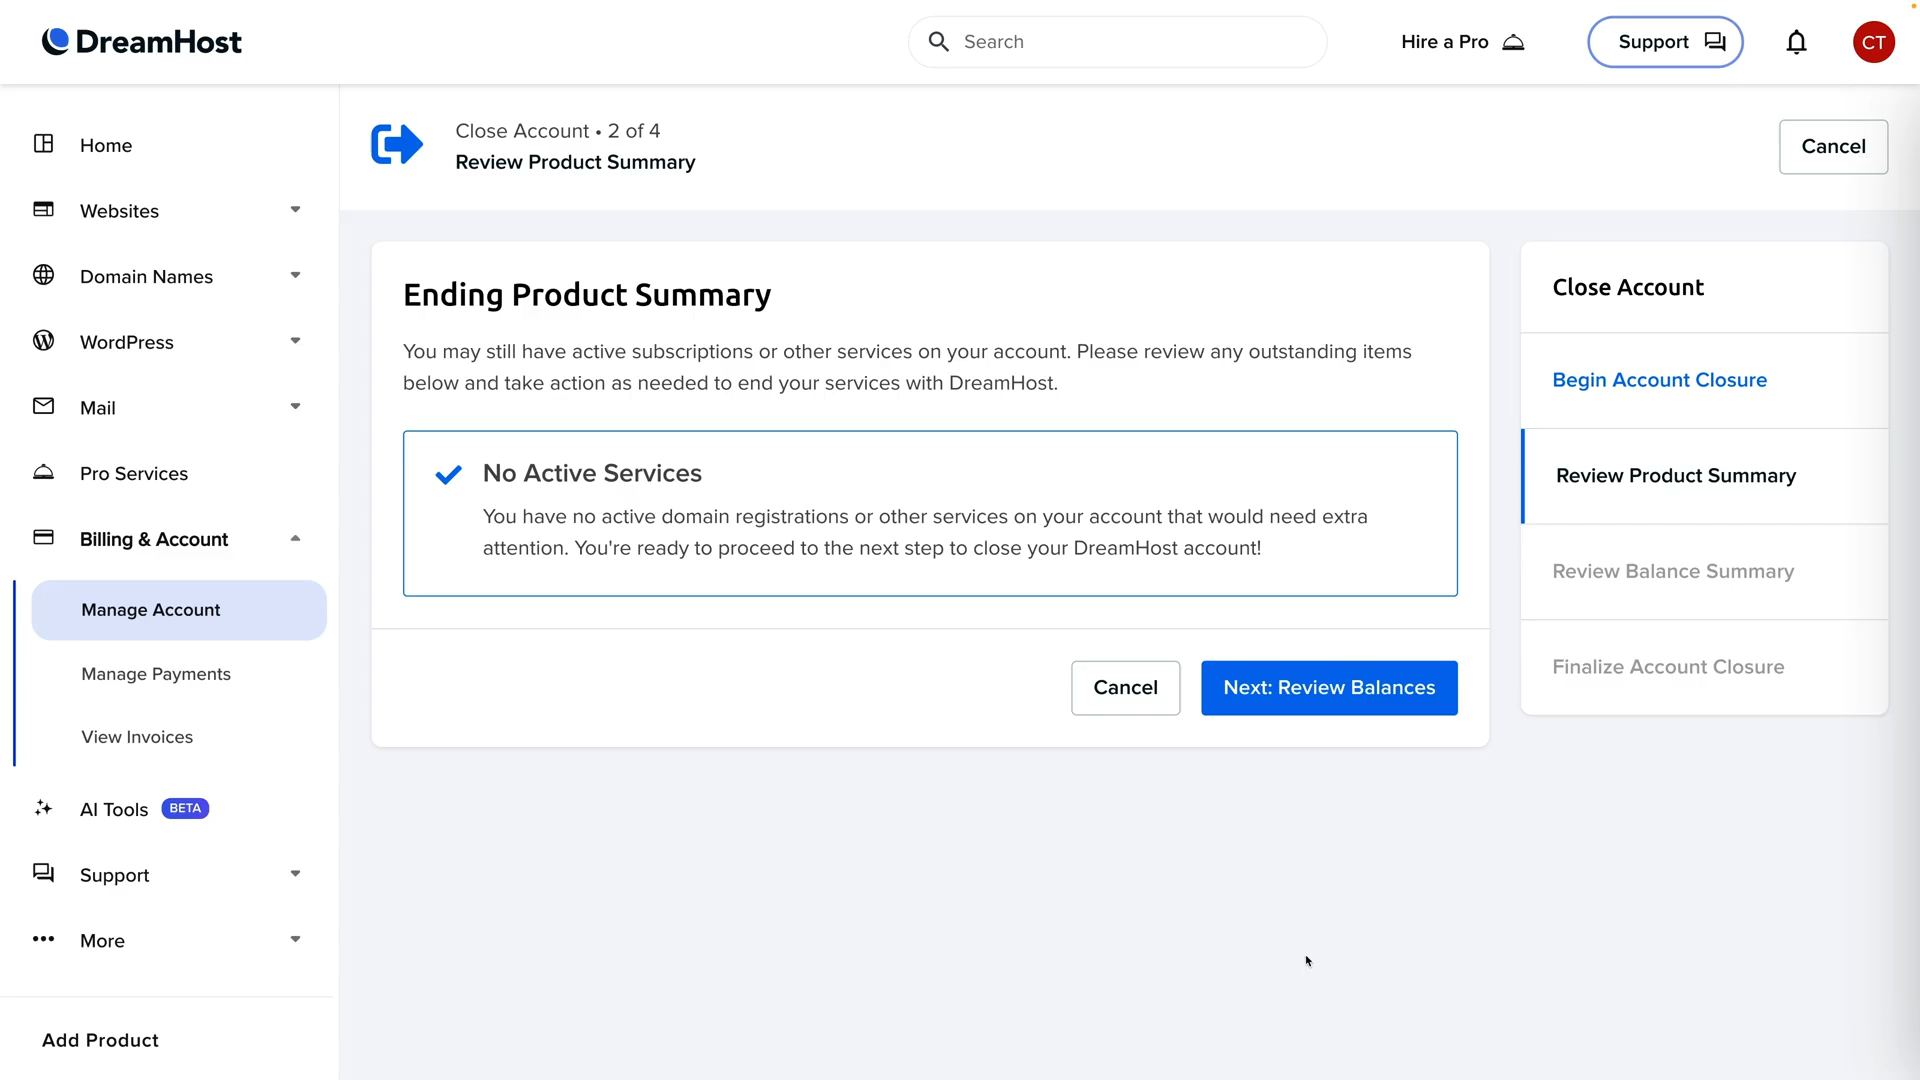 DreamHost
Search
Hire a Pro
Support
CT
Home
Websites
Domain Names
WordPress
Mail
Pro Services
Billing & Account
Manage Account
Manage Payments
View Invoices
AI Tools BETA
Support
More
Add Product
Close Account • 2 of 4
Review Product Summary
Cancel
Ending Product Summary
You may still have active subscriptions or other services on your account. Please review any outstanding items
below and take action as needed to end your services with DreamHost.
No Active Services
You have no active domain registrations or other services on your account that would need extra
attention. You're ready to proceed to the next step to close your DreamHost account!
Cancel
Next: Review Balances
Close Account
Begin Account Closure
Review Product Summary
Review Balance Summary
Finalize Account Closure